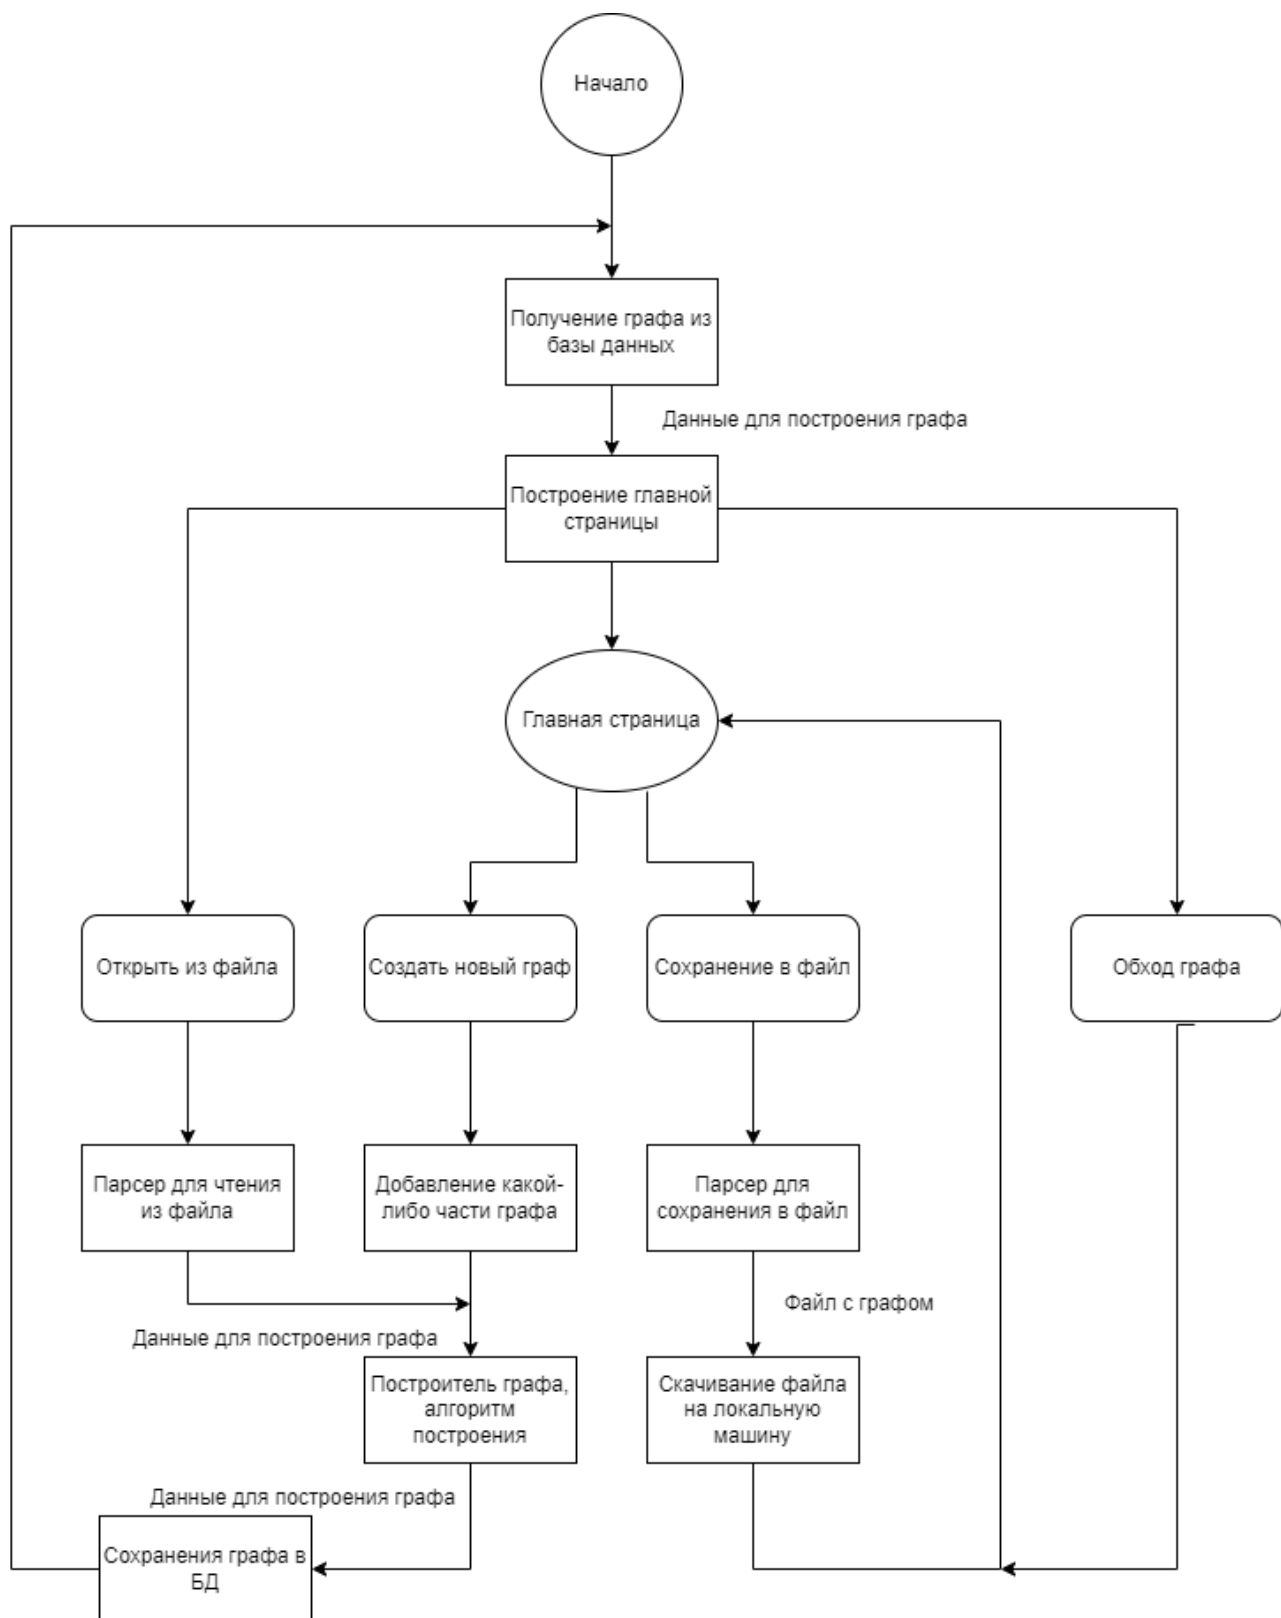 Начало
Получение графа из
базы данных
Данные для построения графа
Построение главной
страницы
Главная страница
Открыть из файла
Создать новый граф
Сохранение в файл
Обход графа
Парсер для чтения
из файла
Добавление какой-
либо части графа
Парсер для
сохранения в файл
Файл с графом
Данные для построения графа
Построитель графа,
алгоритм
построения
Скачивание файла
на локальную
машину
Данные для построения графа
Сохранения графа в
БД